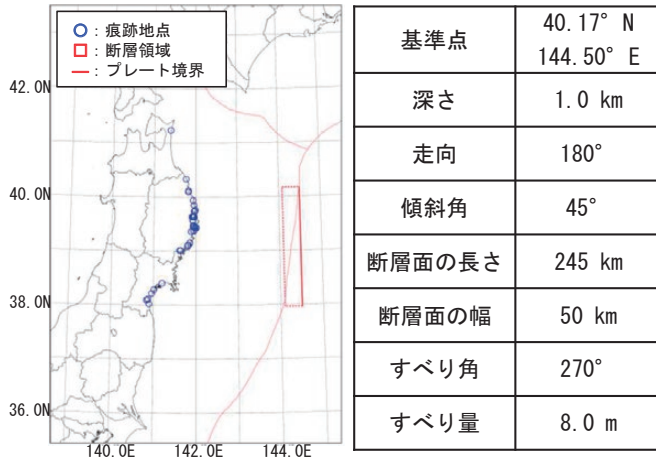 ○：痕跡地点
□：断層領域
―：プレート境界
42.0N
40.0N
38.0N
36.0N
140.0E
142.0E
144.0E
基準点
40.17° N
144.50° E
深さ
1.0 km
走向
180°
傾斜角
45°
断層面の長さ
245 km
断層面の幅
50 km
すべり角
270°
すべり量
8.0 m